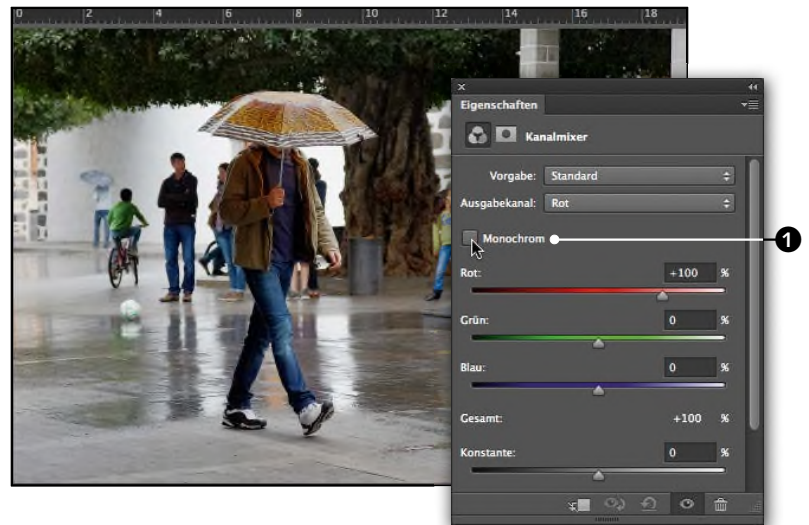 0 2 4 6 8 10 12 14 16 18
Eigenschaften
Kanalmixer
Vorgabe: Standard
Ausgabekanal: Rot
Monochrom 1
Rot: +100 %
Grün: 0 %
Blau: 0 %
Gesamt: +100 %
Konstante: 0 %